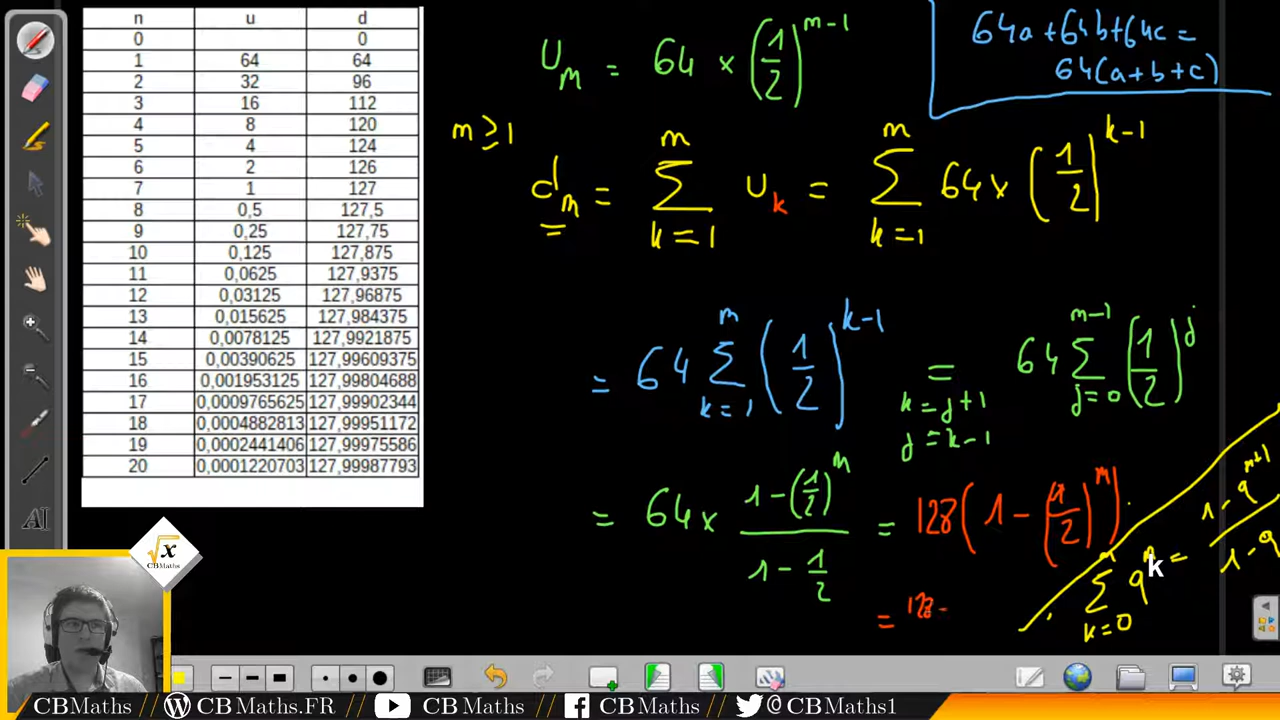 n u d
0 0
1 64 64
2 32 96
3 16 112
4 8 120
5 4 124
6 2 126
7 1 127
8 0,5 127,5
9 0,25 127,75
10 0,125 127,875
11 0,0625 127,9375
12 0,03125 127,96875
13 0,015625 127,984375
14 0,0078125 127,9921875
15 0,00390625 127,99609375
16 0,001953125 127,99804688
17 0,0009765625 127,99902344
18 0,0004882813 127,99951172
19 0,0002441406 127,99975586
20 0,0001220703 127,99987793
U_m = 64 × (1/2)^{m-1}
64a+64b+64c =
64(a+b+c)
m ≥ 1
d_m = ∑_{k=1}^{m} U_k = ∑_{k=1}^{m} 64 × (1/2)^{k-1}
= 64 ∑_{k=1}^{m} (1/2)^{k-1} = 64 ∑_{j=0}^{m-1} (1/2)^j
k = j+1
j = k-1
= 64 × (1-(1/2)^m)/(1-1/2) = 128(1-(1/2)^m)
= 128-
∑_{k=0}^{n} q^k = (1-q^{m+1})/(1-q
AI
√x
CBMaths
CBMaths CBMaths.FR CBMaths CBMaths @CBMaths1